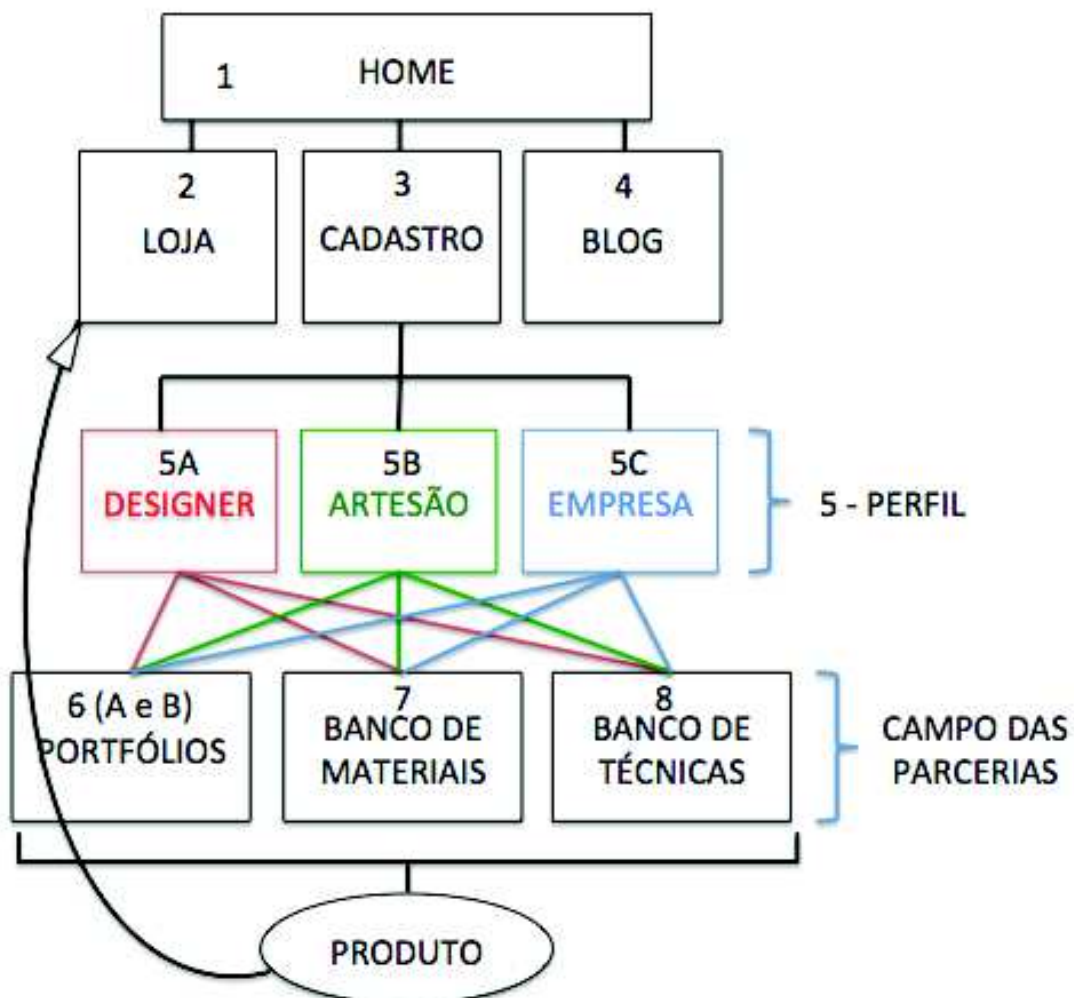 1 HOME
2
LOJA
3
CADASTRO
4
BLOG
5A
DESIGNER
5B
ARTESÃO
5C
EMPRESA
5 - PERFIL
6 (A e B)
PORTFÓLIOS
7
BANCO DE
MATERIAIS
8
BANCO DE
TÉCNICAS
CAMPO DAS
PARCERIAS
PRODUTO